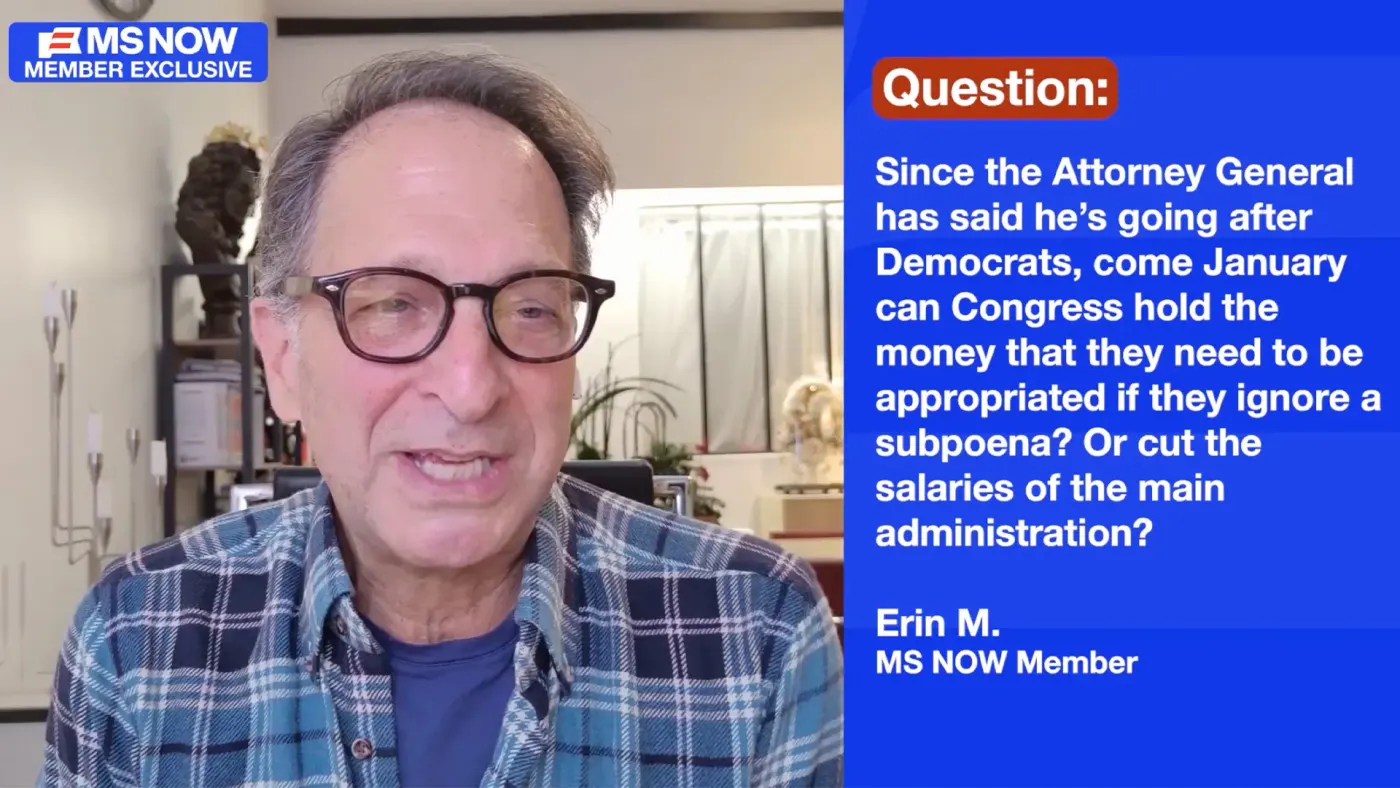 MS NOW
MEMBER EXCLUSIVE
Question:
Since the Attorney General
has said he's going after
Democrats, come January
can Congress hold the
money that they need to be
appropriated if they ignore a
subpoena? Or cut the
salaries of the main
administration?
Erin M.
MS NOW Member